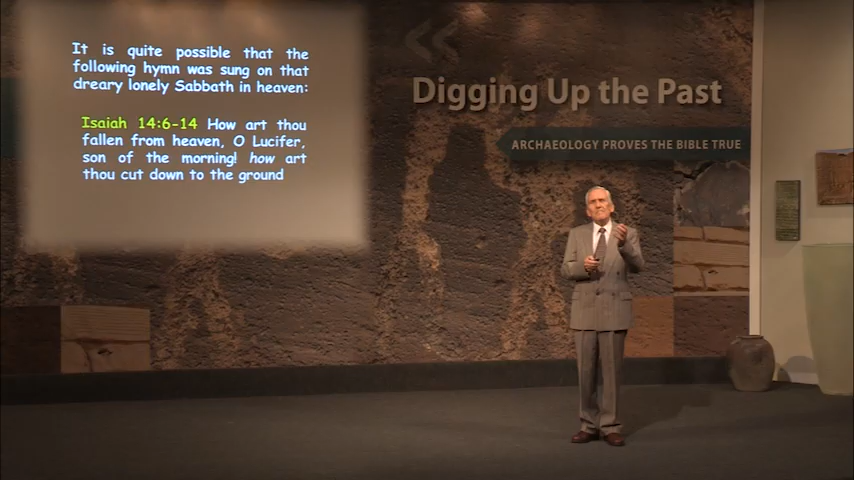 It is quite possible that the
following hymn was sung on that
dreary lonely Sabbath in heaven:
Isaiah 14:6-14 How art thou
fallen from heaven, O Lucifer,
son of the morning! how art
thou cut down to the ground
Digging Up the Past
ARCHAEOLOGY PROVES THE BIBLE TRUE